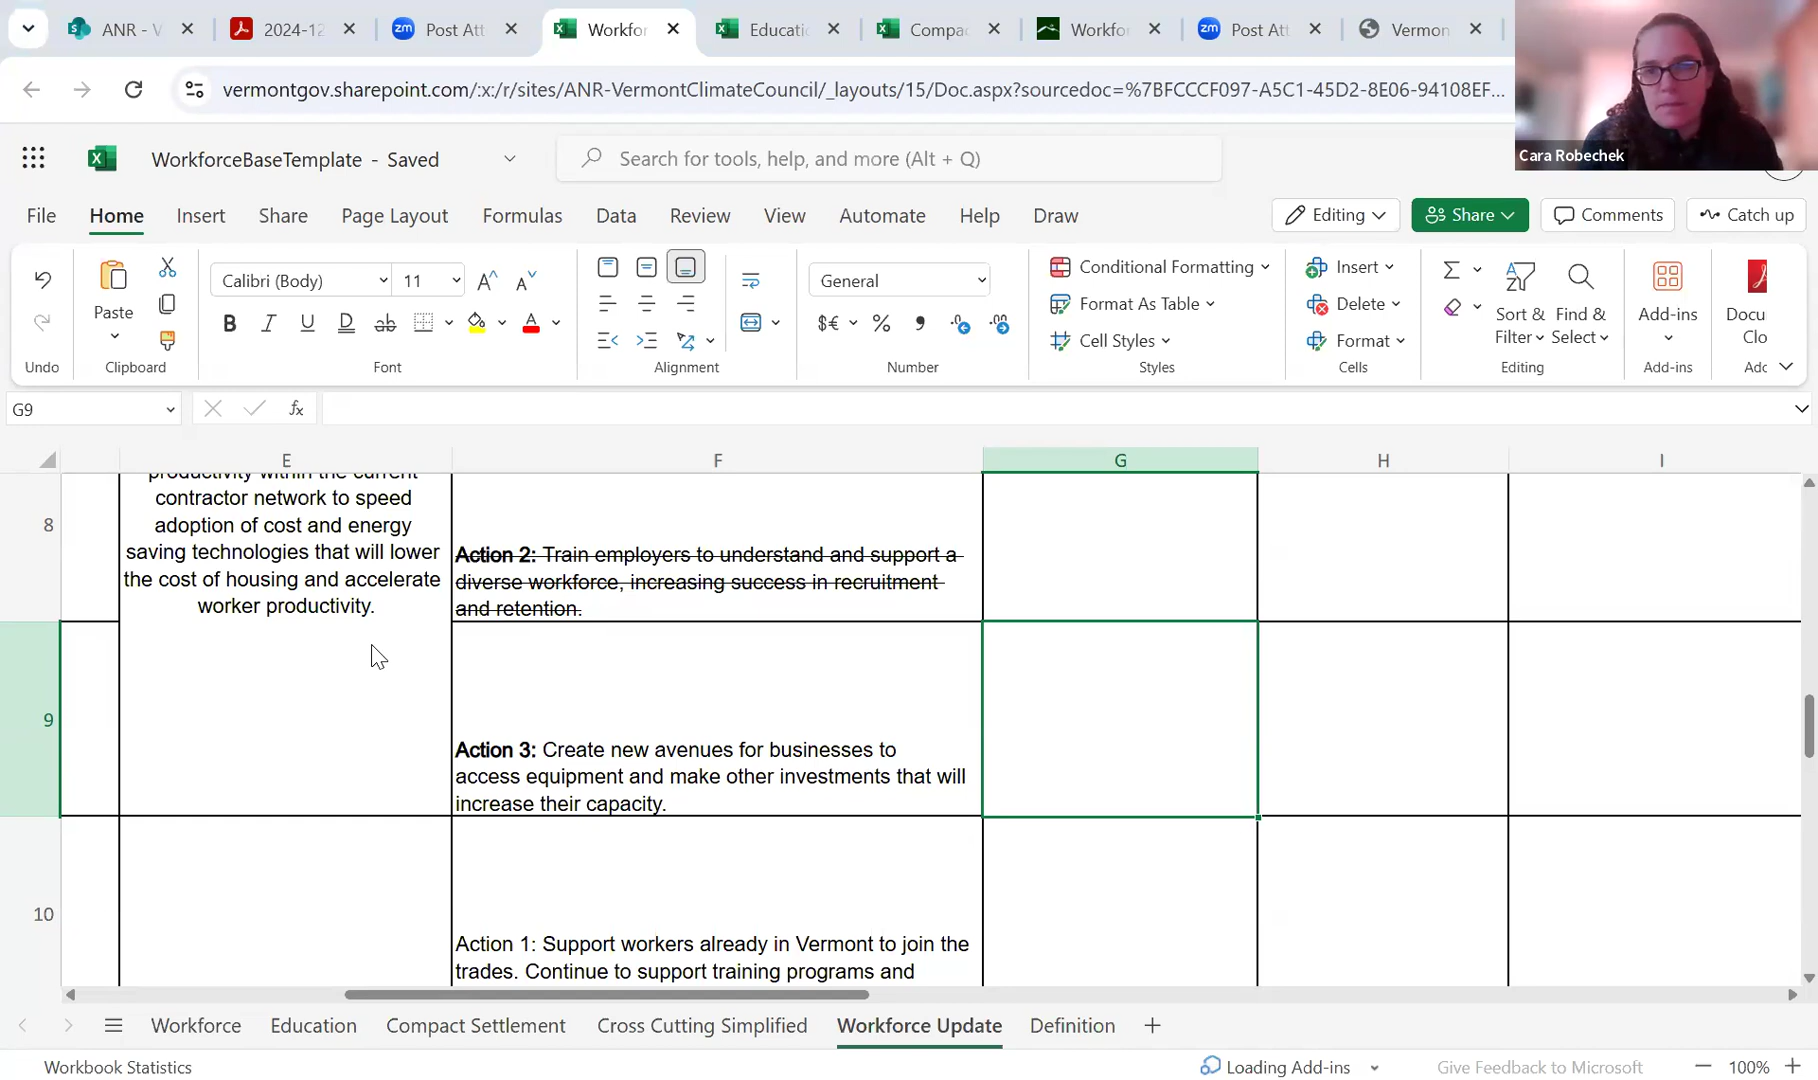 ANR - V
2024-12
Post Att
Workfor
Educati
Compac
Workfo
Post Att
Vermon
vermontgov.sharepoint.com/:x:/r/sites/ANR-VermontClimateCouncil/_layouts/15/Doc.aspx?sourcedoc=%7BFCCCF097-A5C1-45D2-8E06-94108EF...
Cara Robechek
WorkforceBaseTemplate - Saved
Search for tools, help, and more (Alt + Q)
File Home Insert Share Page Layout Formulas Data Review View Automate Help Draw
Editing Share Comments Catch up
Paste
Calibri (Body) 11
General
Conditional Formatting
Format As Table
Cell Styles
Insert
Delete
Format
Sort & Filter
Find & Select
Add-ins
Docu
Clo
Undo Clipboard Font Alignment Number Styles Cells Editing Add-ins Adc
G9
fx
E F G H I
8
productivity within the current
contractor network to speed
adoption of cost and energy
saving technologies that will lower
the cost of housing and accelerate
worker productivity.
Action 2: Train employers to understand and support a
diverse workforce, increasing success in recruitment
and retention.
9
Action 3: Create new avenues for businesses to
access equipment and make other investments that will
increase their capacity.
10
Action 1: Support workers already in Vermont to join the
trades. Continue to support training programs and
Workforce Education Compact Settlement Cross Cutting Simplified Workforce Update Definition
Workbook Statistics
Loading Add-ins
Give Feedback to Microsoft
100%